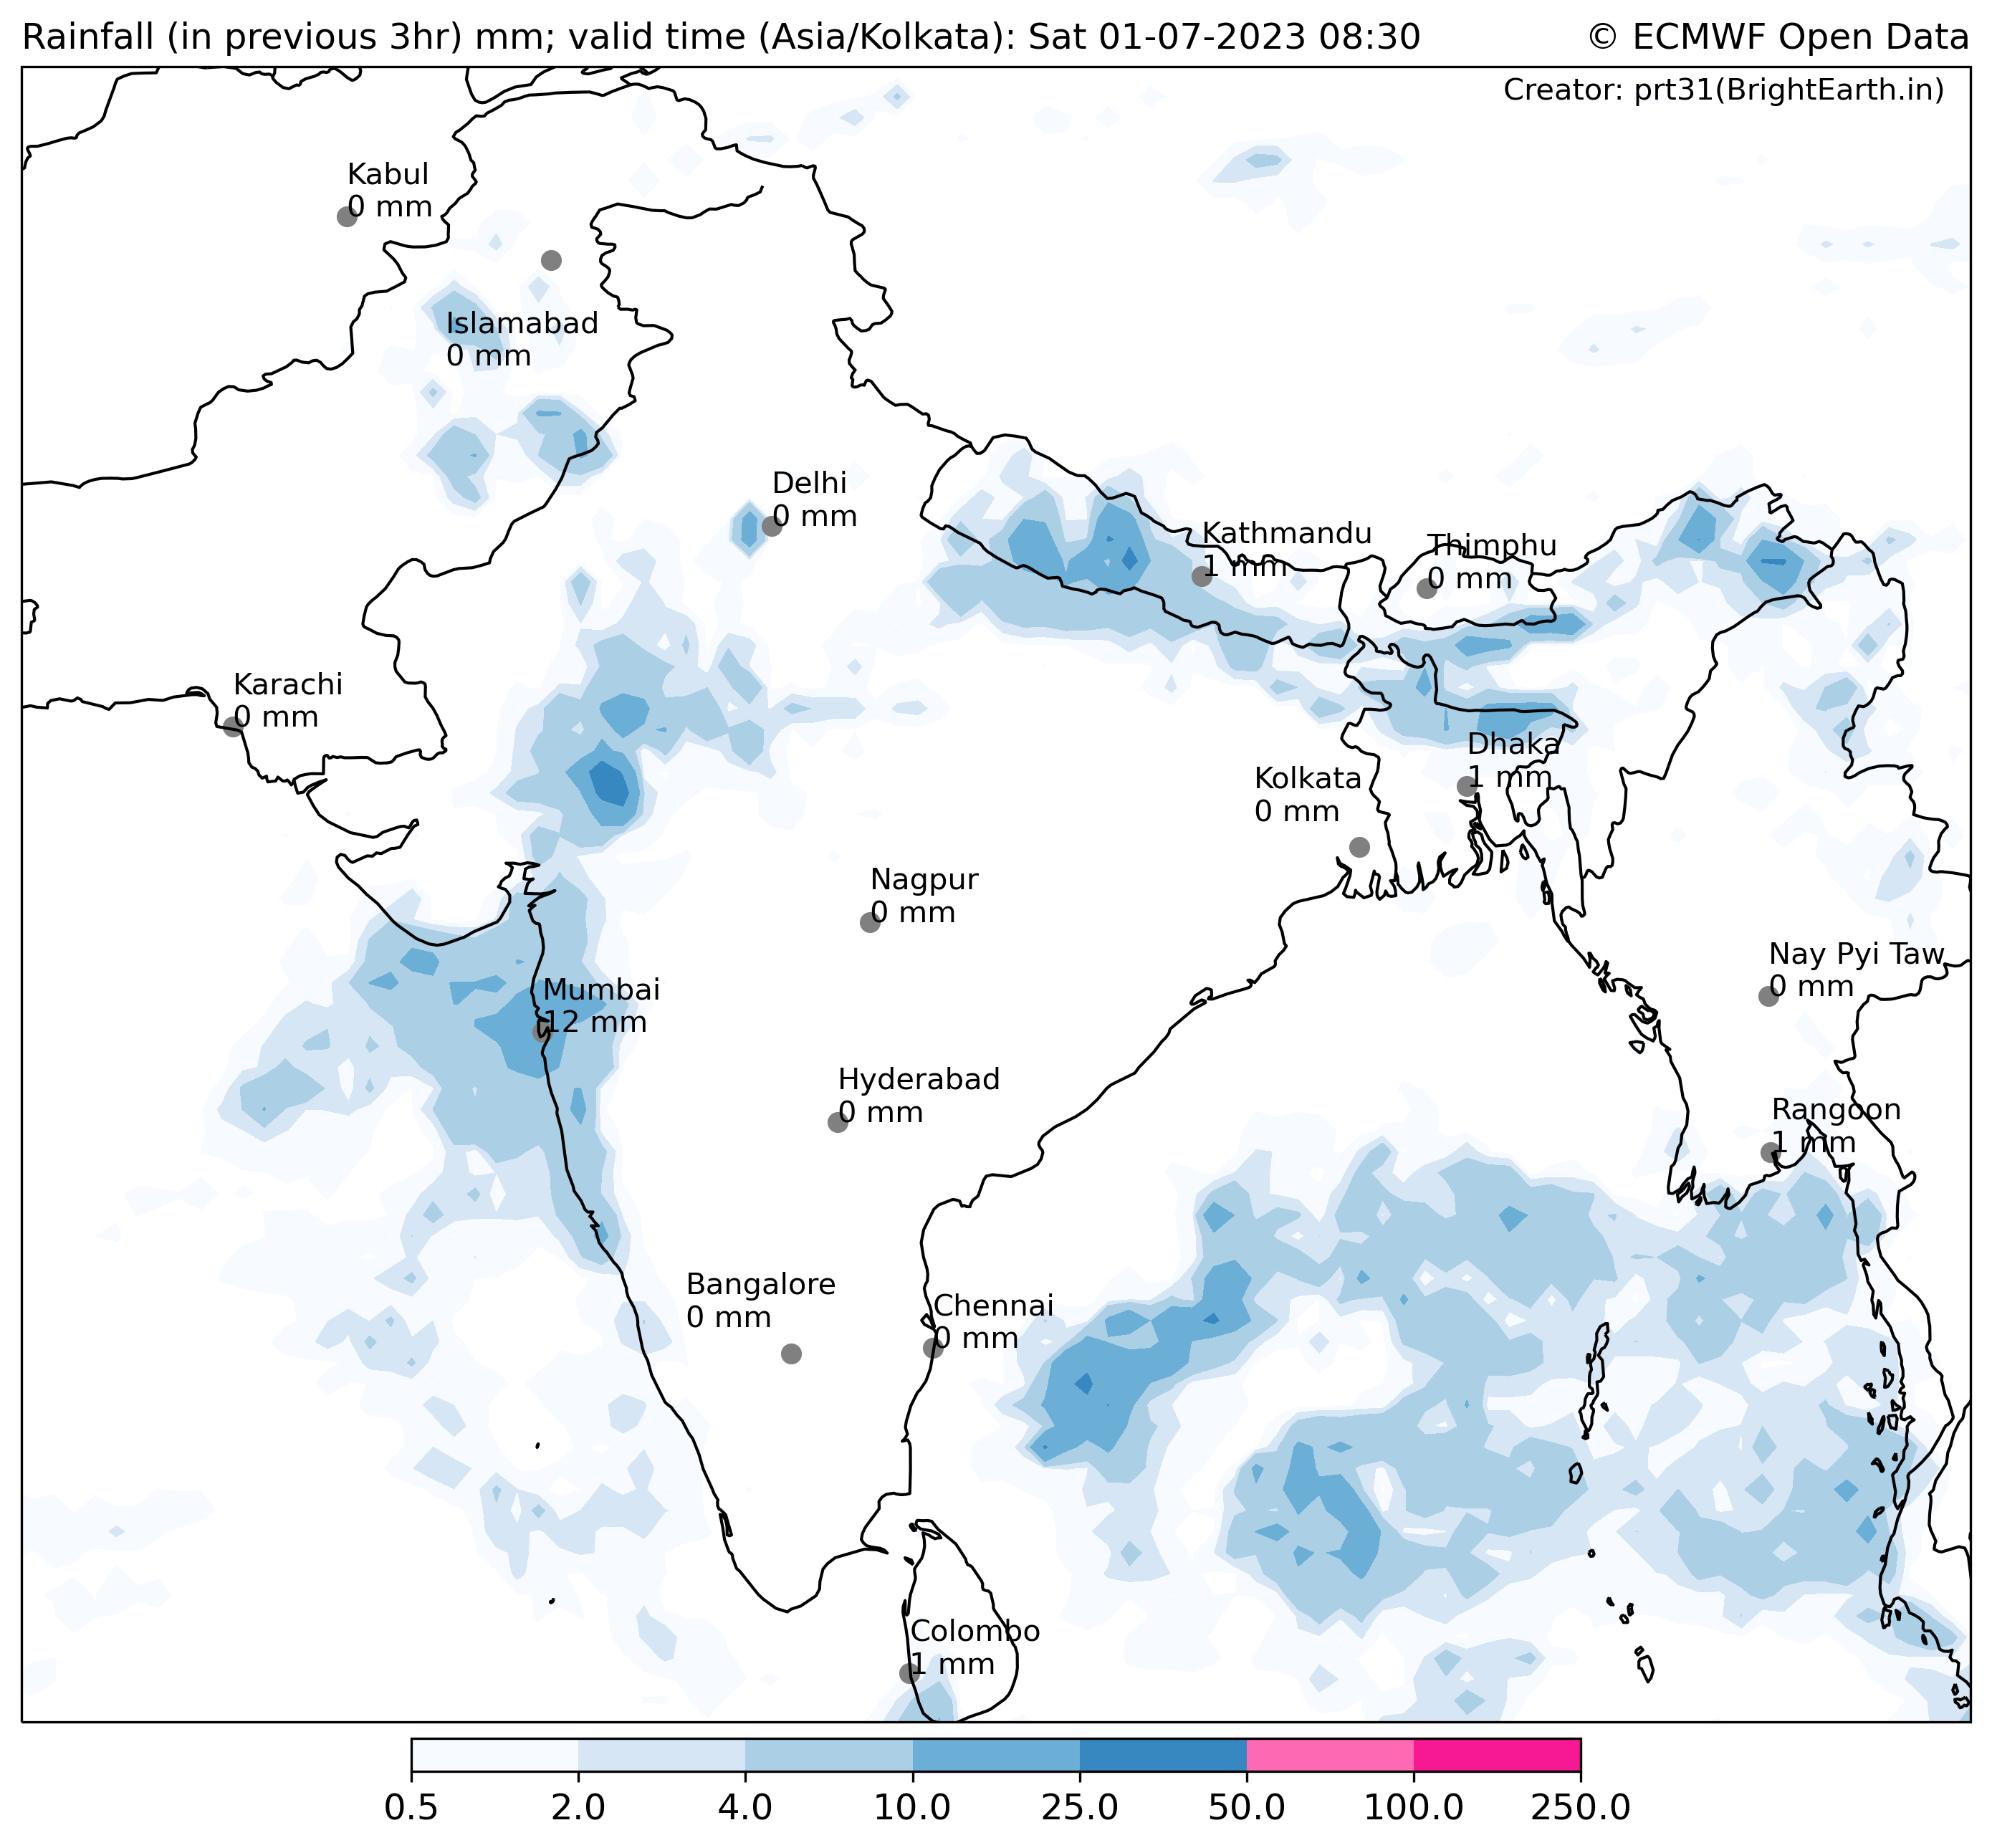 Rainfall (in previous 3hr) mm; valid time (Asia/Kolkata): Sat 01-07-2023 08:30
© ECMWF Open Data
Creator: prt31(BrightEarth.in)
Kabul
0 mm
Islamabad
0 mm
Delhi
0 mm
Kathmandu
1 mm
Thimphu
0 mm
Karachi
0 mm
Dhaka
1 mm
Kolkata
0 mm
Nagpur
0 mm
Nay Pyi Taw
0 mm
Mumbai
12 mm
Hyderabad
0 mm
Rangoon
1 mm
Bangalore
0 mm
Chennai
0 mm
Colombo
1 mm
0.5 2.0 4.0 10.0 25.0 50.0 100.0 250.0